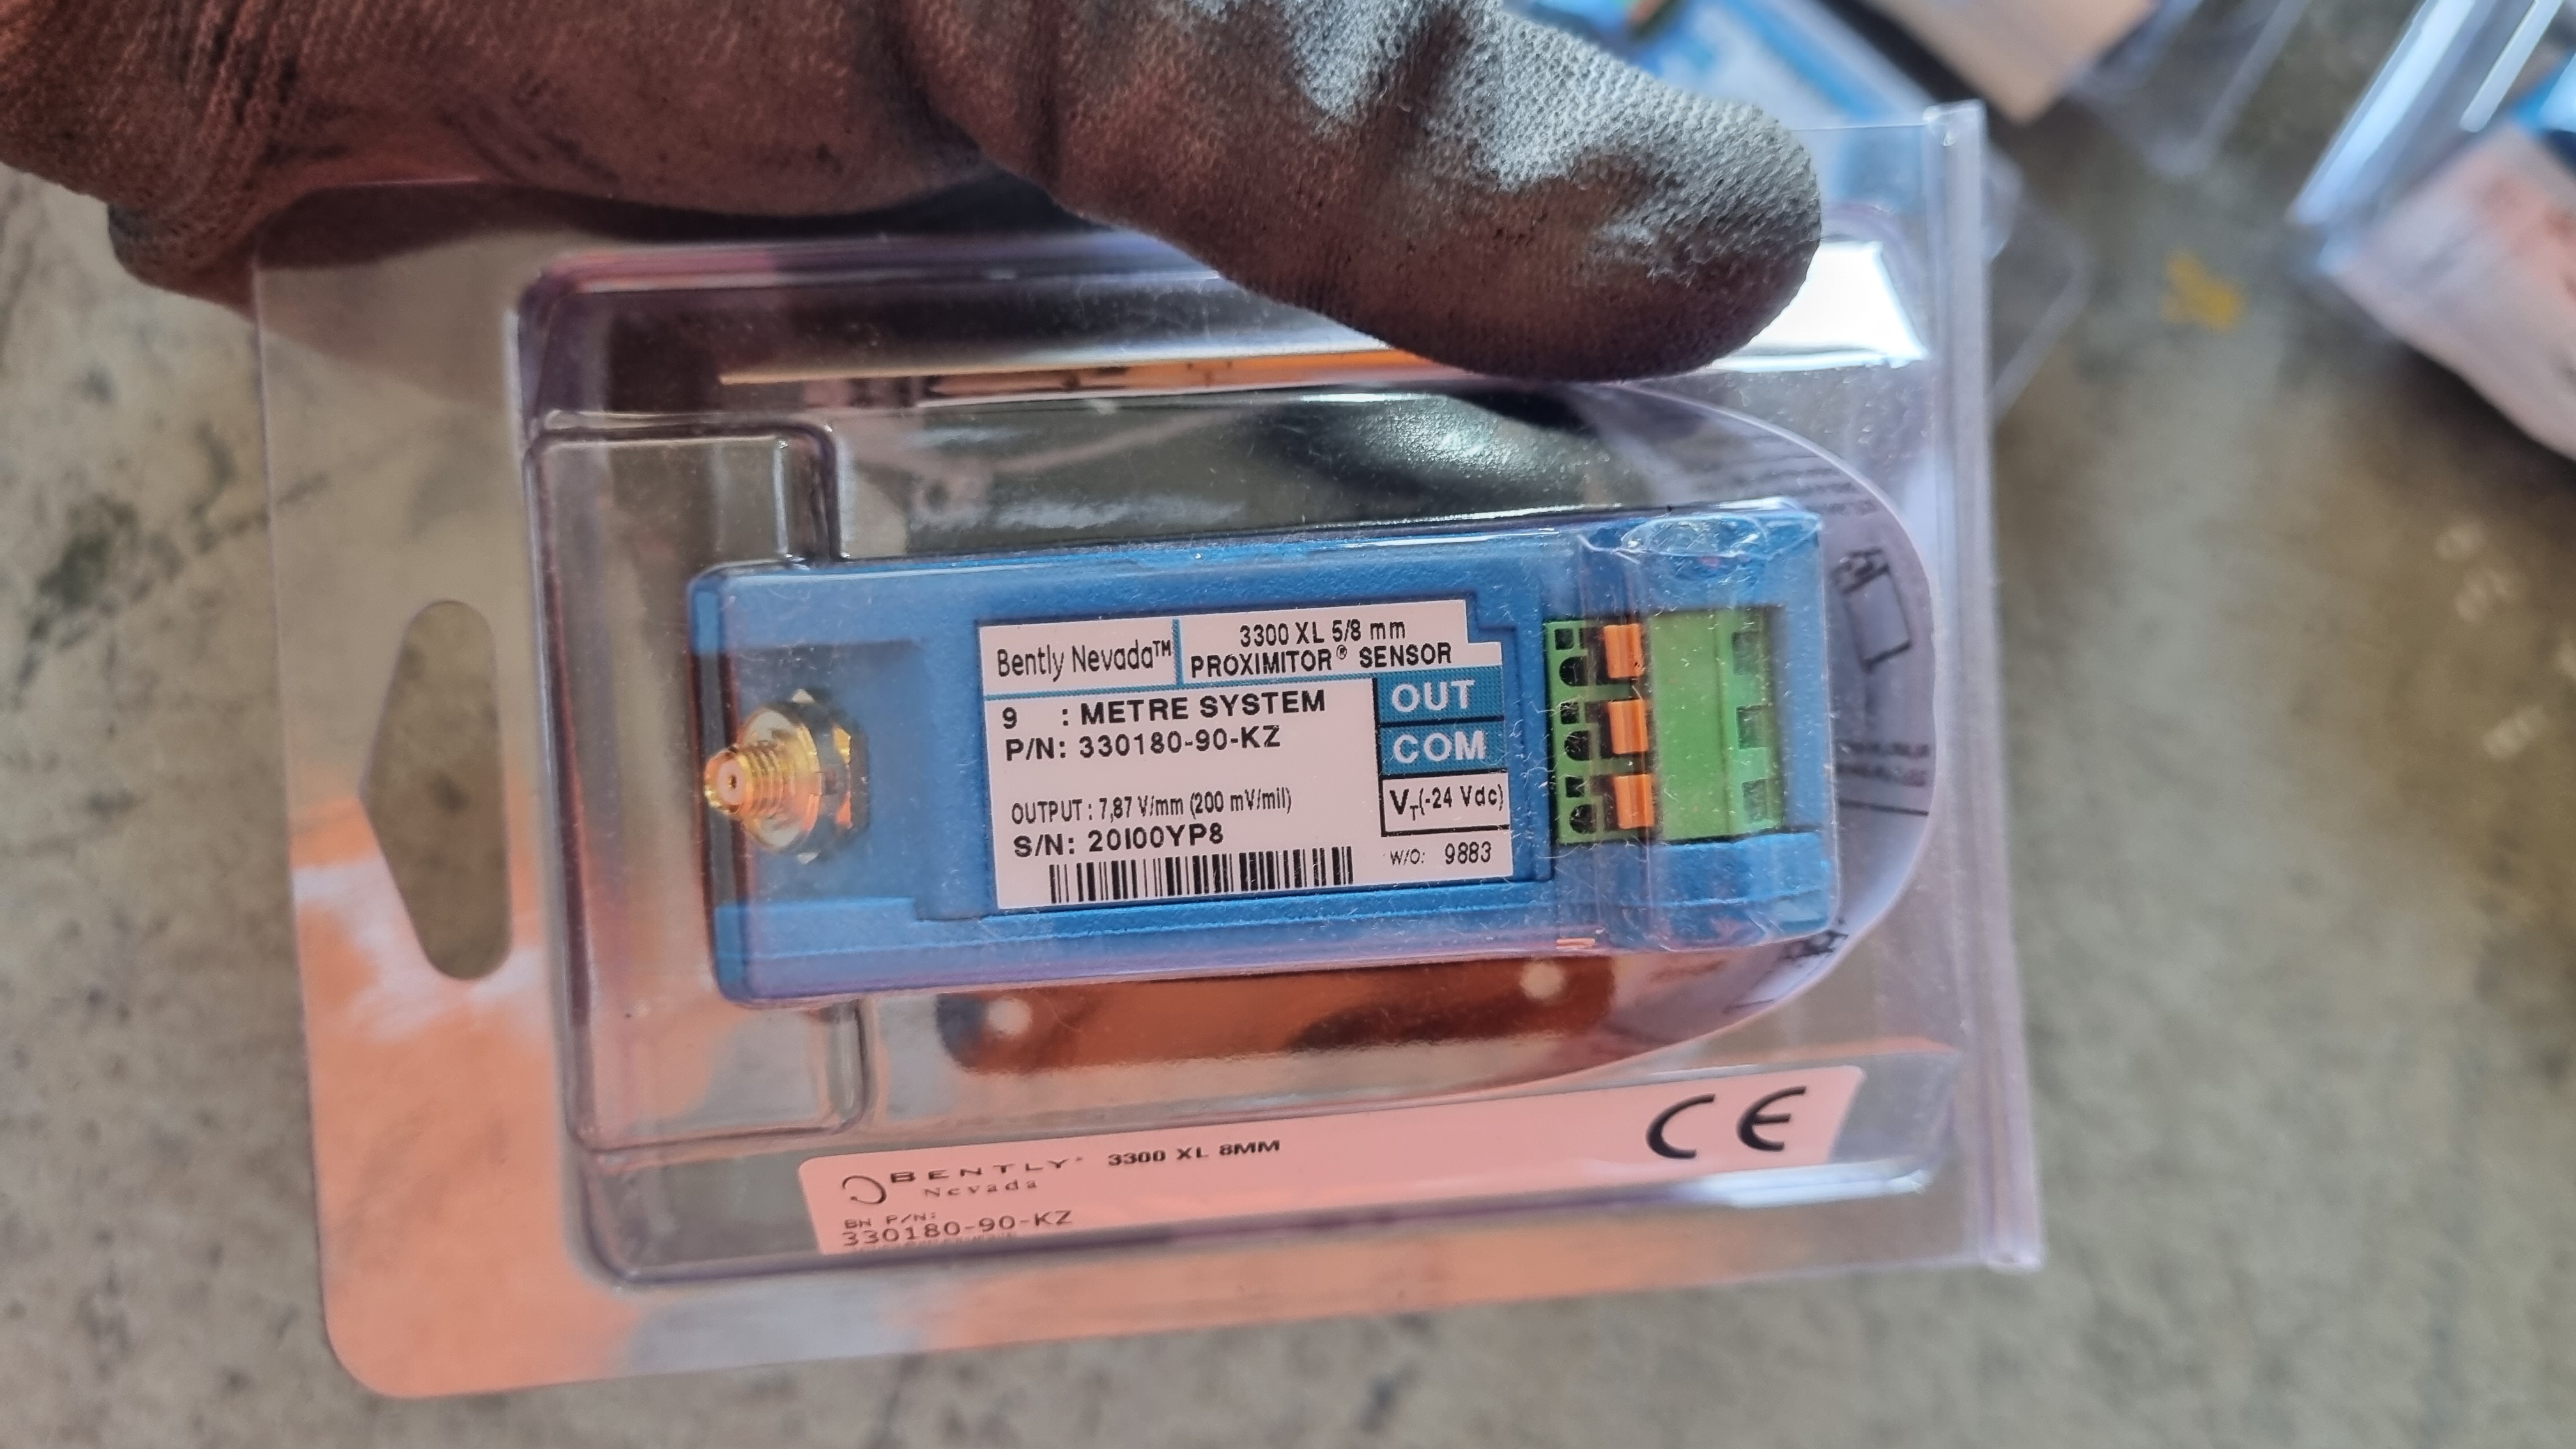 Bently Nevada™
3300 XL 5/8 mm
PROXIMITOR® SENSOR
9 : METRE SYSTEM
P/N: 330180-90-KZ
OUTPUT : 7,87 V/mm (200 mV/mil)
S/N: 20I00YP8
OUT
COM
VT(-24 Vdc)
W/O: 9883
BENTLY
Nevada
3300 XL 8MM
BN P/N:
330180-90-KZ
CE